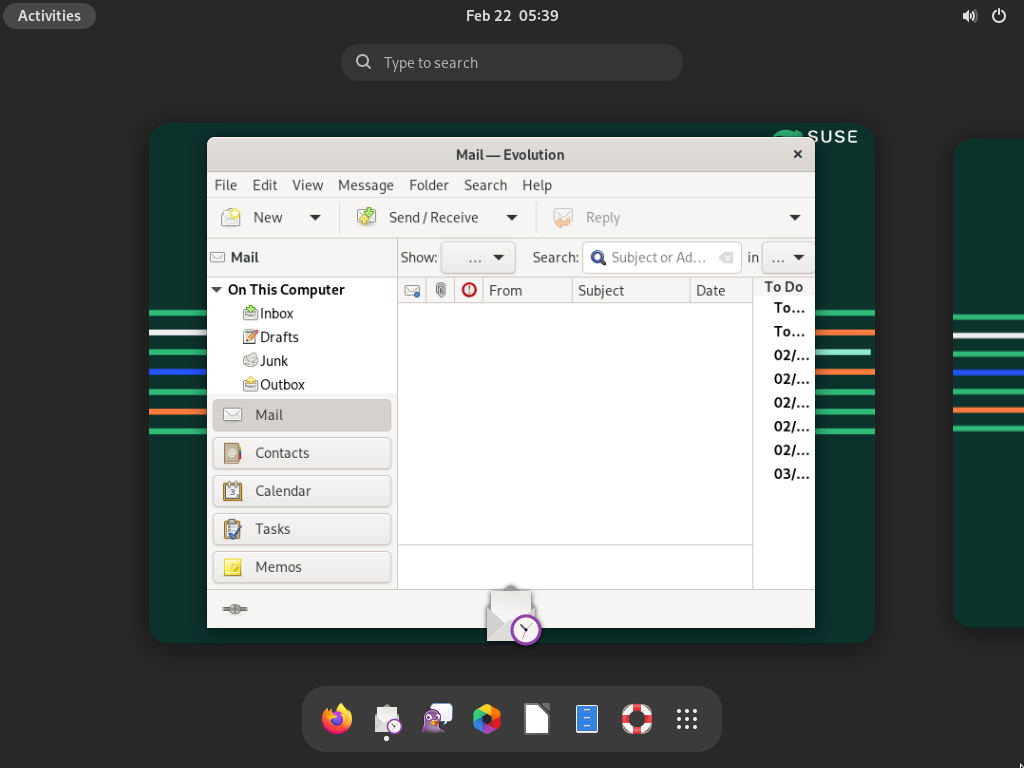 Activities
Feb 22 05:39
Type to search
SUSE
Mail — Evolution
File Edit View Message Folder Search Help
New Send / Receive Reply
Mail
Show: ... Search: Subject or Ad... in ...
On This Computer
Inbox
Drafts
Junk
Outbox
Mail
Contacts
Calendar
Tasks
Memos
From Subject Date
To Do
To...
To...
02/...
02/...
02/...
02/...
02/...
03/...